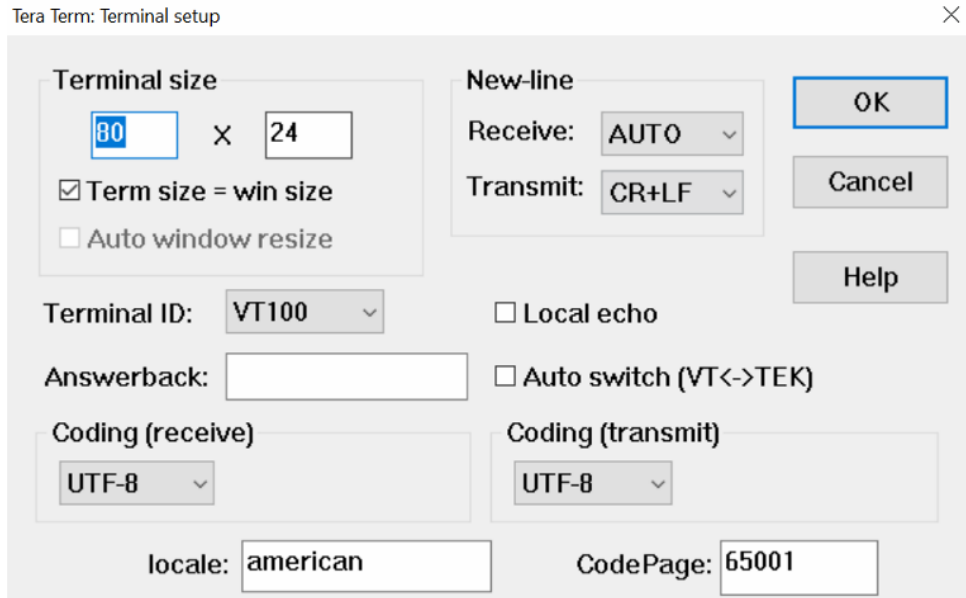 Tera Term: Terminal setup
Terminal size
80 X 24
Term size = win size
Auto window resize
New-line
Receive: AUTO
Transmit: CR+LF
OK
Cancel
Help
Terminal ID: VT100
Local echo
Answerback:
Auto switch (VT<->TEK)
Coding (receive)
UTF-8
Coding (transmit)
UTF-8
locale: american
CodePage: 65001